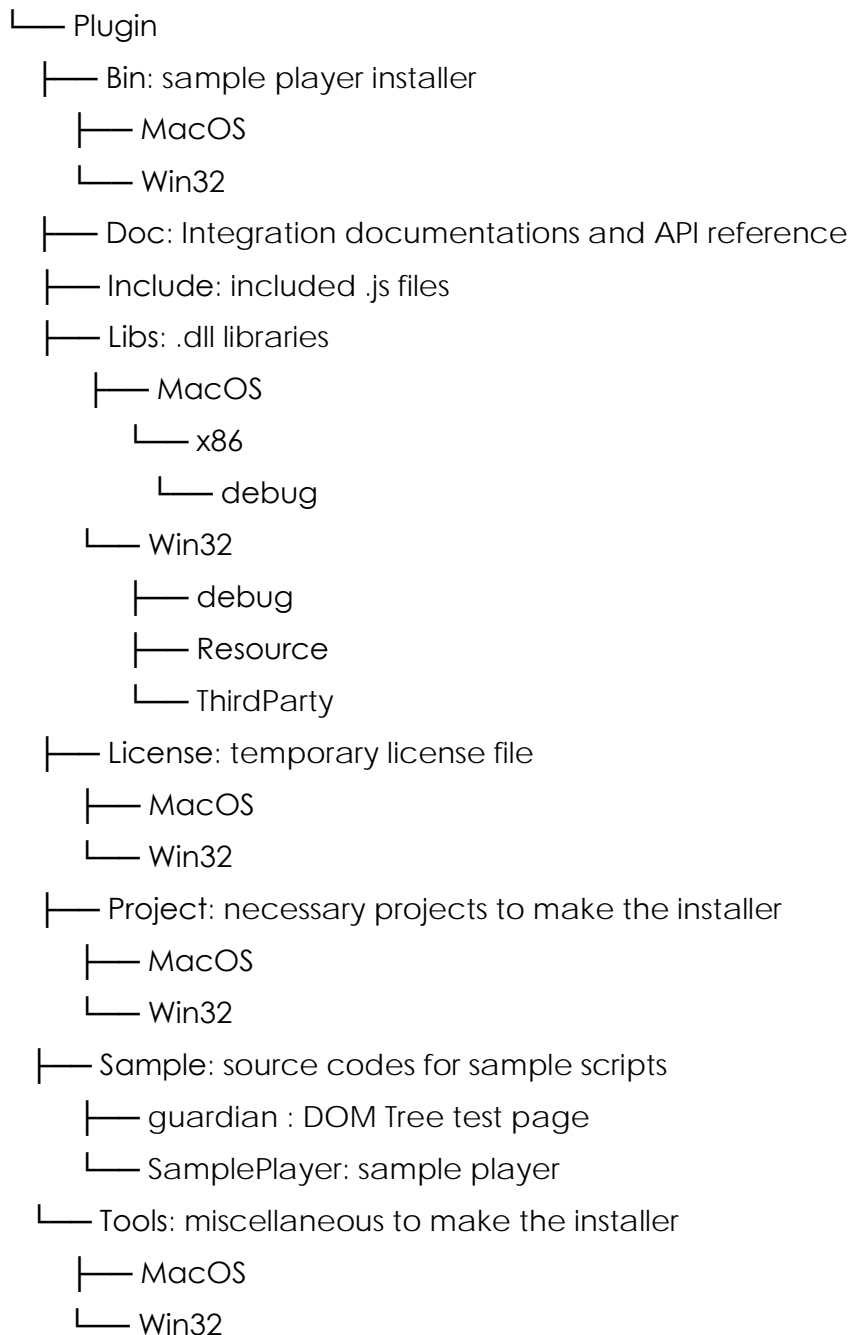 └── Plugin
├── Bin: sample player installer
├── MacOS
└── Win32
├── Doc: Integration documentations and API reference
├── Include: included .js files
├── Libs: .dll libraries
├── MacOS
└── x86
└── debug
└── Win32
├── debug
├── Resource
└── ThirdParty
├── License: temporary license file
├── MacOS
└── Win32
├── Project: necessary projects to make the installer
├── MacOS
└── Win32
├── Sample: source codes for sample scripts
├── guardian : DOM Tree test page
└── SamplePlayer: sample player
└── Tools: miscellaneous to make the installer
├── MacOS
└── Win32